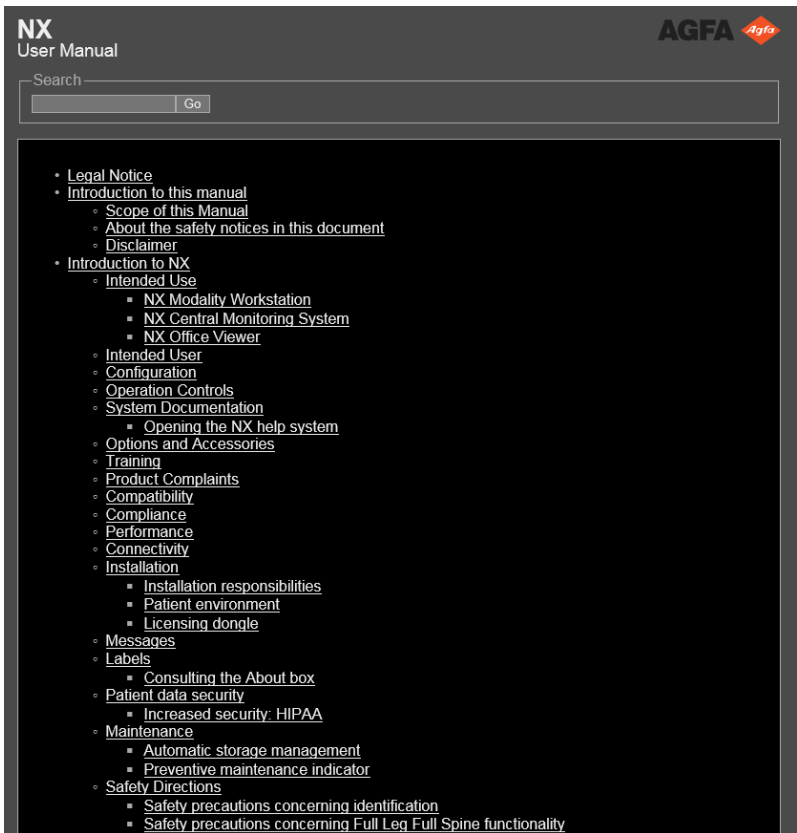 NX
User Manual
AGFA Agfa
Search
Go
Legal Notice
Introduction to this manual
Scope of this Manual
About the safety notices in this document
Disclaimer
Introduction to NX
Intended Use
NX Modality Workstation
NX Central Monitoring System
NX Office Viewer
Intended User
Configuration
Operation Controls
System Documentation
Opening the NX help system
Options and Accessories
Training
Product Complaints
Compatibility
Compliance
Performance
Connectivity
Installation
Installation responsibilities
Patient environment
Licensing dongle
Messages
Labels
Consulting the About box
Patient data security
Increased security: HIPAA
Maintenance
Automatic storage management
Preventive maintenance indicator
Safety Directions
Safety precautions concerning identification
Safety precautions concerning Full Leg Full Spine functionality